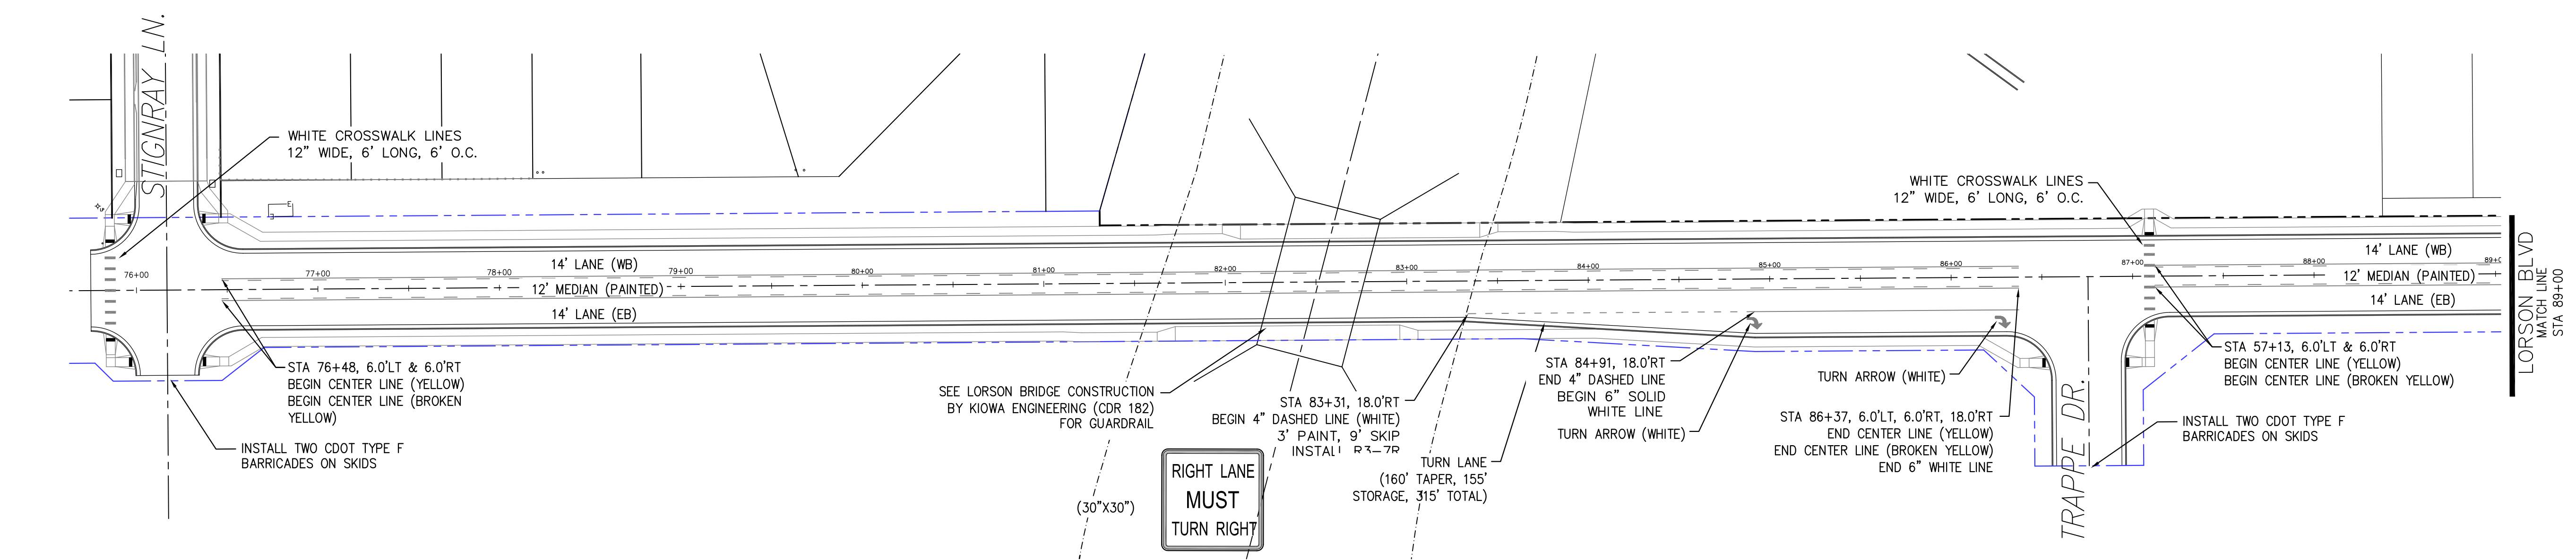 STIGNRAY LN.
WHITE CROSSWALK LINES
12" WIDE, 6' LONG, 6' O.C.
WHITE CROSSWALK LINES
12" WIDE, 6' LONG, 6' O.C.
E
14' LANE (WB)
14' LANE (WB)
76+00
77+00
78+00
79+00
80+00
81+00
82+00
83+00
84+00
85+00
86+00
87+00
88+00
12' MEDIAN (PAINTED)
12' MEDIAN (PAINTED)
14' LANE (EB)
14' LANE (EB)
LORSON BLVD
MATCH LINE
STA 89+00
STA 76+48, 6.0'LT & 6.0'RT
BEGIN CENTER LINE (YELLOW)
BEGIN CENTER LINE (BROKEN
YELLOW)
INSTALL TWO CDOT TYPE F
BARRICADES ON SKIDS
SEE LORSON BRIDGE CONSTRUCTION
BY KIOWA ENGINEERING (CDR 182)
FOR GUARDRAIL
STA 83+31, 18.0'RT
BEGIN 4" DASHED LINE (WHITE)
3' PAINT, 9' SKIP
INSTALL R3-7R
(30"X30")
RIGHT LANE
MUST
TURN RIGHT
TURN LANE
(160' TAPER, 155'
STORAGE, 315' TOTAL)
STA 84+91, 18.0'RT
END 4" DASHED LINE
BEGIN 6" SOLID
WHITE LINE
TURN ARROW (WHITE)
TURN ARROW (WHITE)
STA 86+37, 6.0'LT, 6.0'RT, 18.0'RT
END CENTER LINE (YELLOW)
END CENTER LINE (BROKEN YELLOW)
END 6" WHITE LINE
TRAPPE DR.
STA 57+13, 6.0'LT & 6.0'RT
BEGIN CENTER LINE (YELLOW)
BEGIN CENTER LINE (BROKEN YELLOW)
INSTALL TWO CDOT TYPE F
BARRICADES ON SKIDS